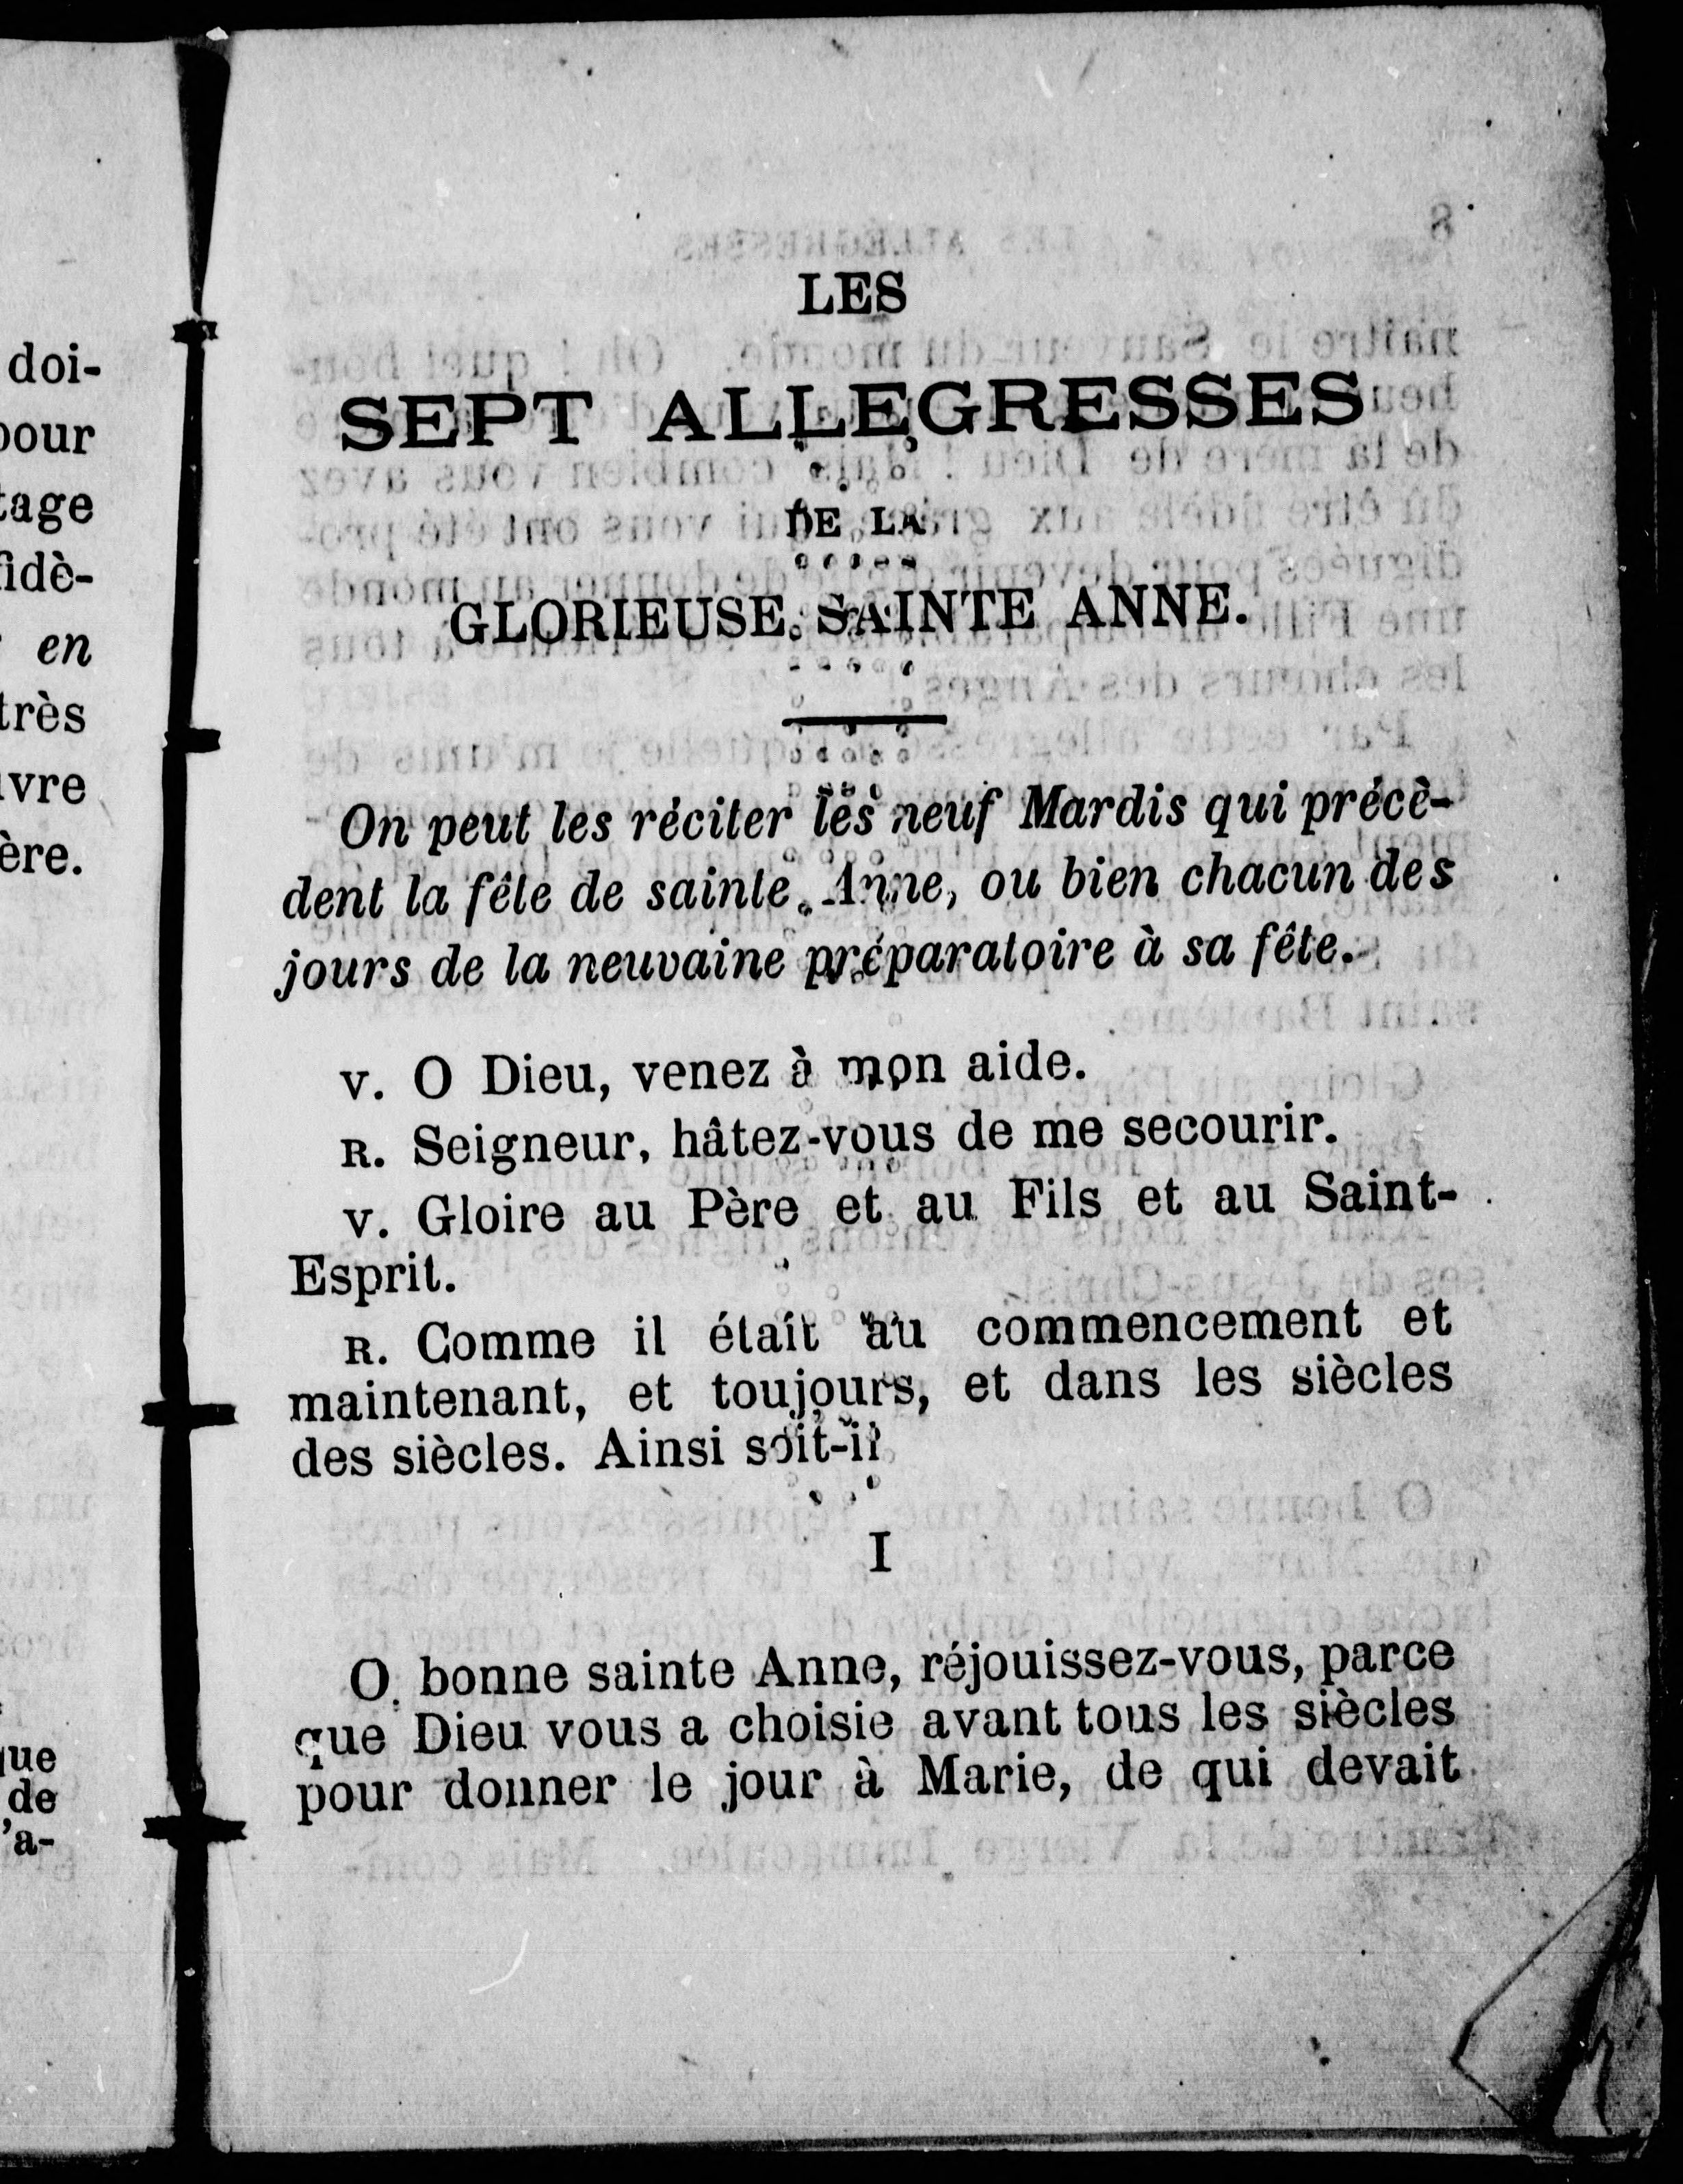 LES
SEPT ALLEGRESSES
DE LA
GLORIEUSE SAINTE ANNE.
On peut les réciter les neuf Mardis qui précè-
dent la fête de sainte Anne, ou bien chacun des
jours de la neuvaine préparatoire à sa fête.
V. O Dieu, venez à mon aide.
R. Seigneur, hâtez-vous de me secourir.
V. Gloire au Père et au Fils et au Saint-
Esprit.
R. Comme il était au commencement et
maintenant, et toujours, et dans les siècles
des siècles. Ainsi soit-il
I
O bonne sainte Anne, réjouissez-vous, parce
que Dieu vous a choisie avant tous les siècles
pour donner le jour à Marie, de qui devait